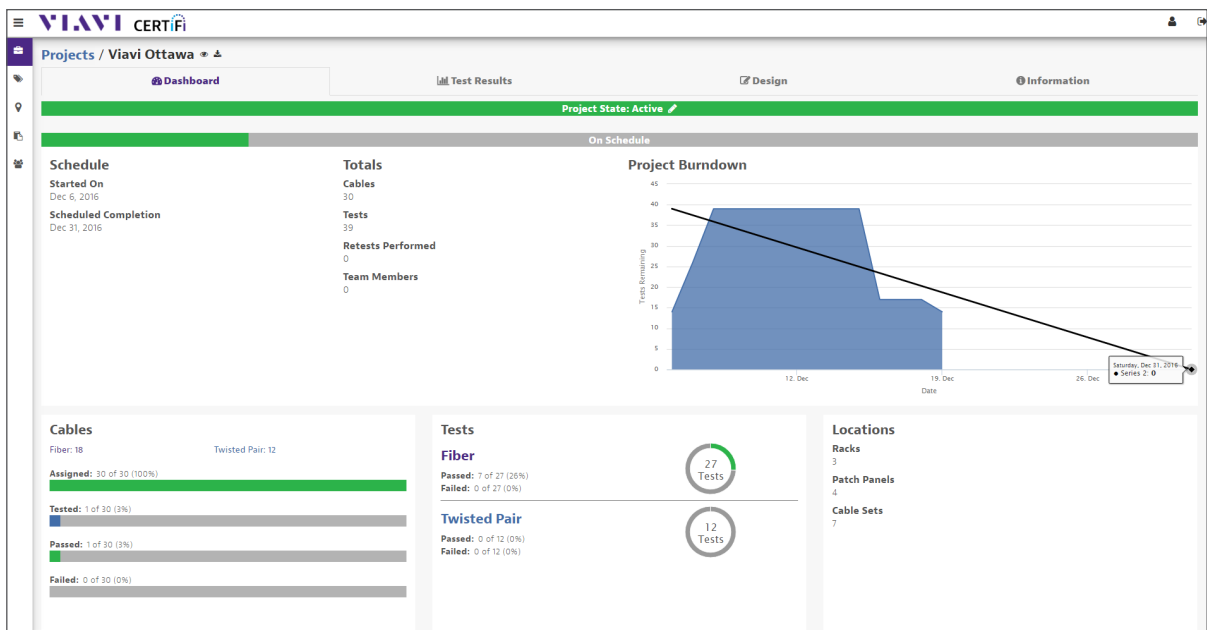 VIAVI CERTiFi
Projects / Viavi Ottawa
Dashboard
Test Results
Design
Information
Project State: Active
On Schedule
Schedule
Started On
Dec 6, 2016
Scheduled Completion
Dec 31, 2016
Totals
Cables
30
Tests
39
Retests Performed
0
Team Members
0
Project Burndown
45
40
35
30
25
20
15
10
5
0
Tests Remaining
12. Dec
19. Dec
26. Dec
Date
Saturday, Dec 31, 2016
Series 2: 0
Cables
Fiber: 18
Twisted Pair: 12
Assigned: 30 of 30 (100%)
Tested: 1 of 30 (3%)
Passed: 1 of 30 (3%)
Failed: 0 of 30 (0%)
Tests
Fiber
Passed: 7 of 27 (26%)
Failed: 0 of 27 (0%)
27
Tests
Twisted Pair
Passed: 0 of 12 (0%)
Failed: 0 of 12 (0%)
12
Tests
Locations
Racks
3
Patch Panels
4
Cable Sets
7